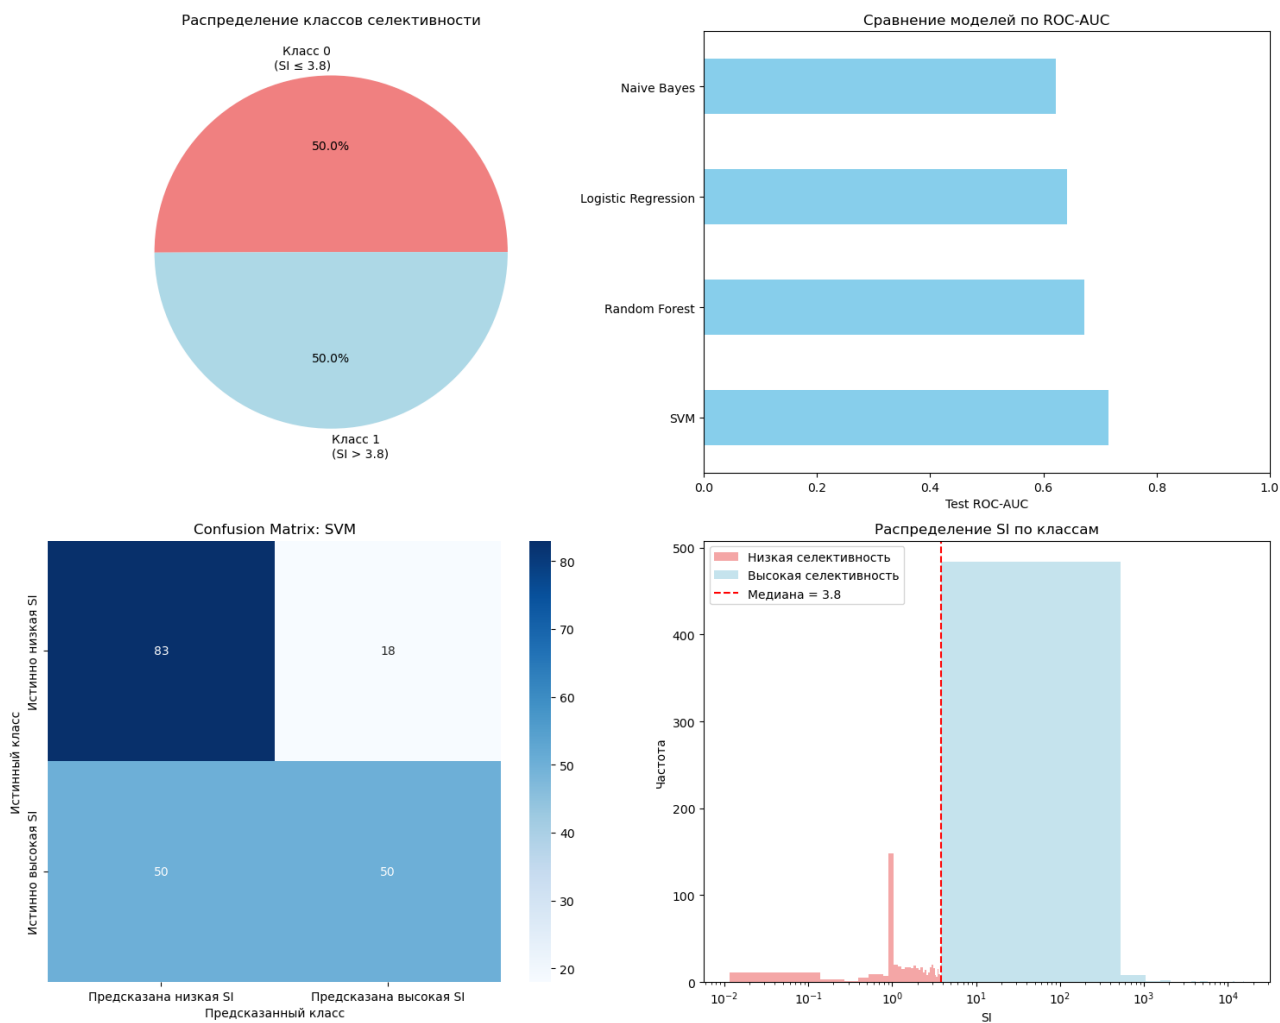 Распределение классов селективности
Класс 0
(SI ≤ 3.8)
50.0%
50.0%
Класс 1
(SI > 3.8)
Сравнение моделей по ROC-AUC
Naive Bayes
Logistic Regression
Random Forest
SVM
0.0 0.2 0.4 0.6 0.8 1.0
Test ROC-AUC
Confusion Matrix: SVM
Истинный класс
Истинно низкая SI
Истинно высокая SI
83 18
50 50
Предсказана низкая SI Предсказана высокая SI
Предсказанный класс
80
70
60
50
40
30
20
Распределение SI по классам
Частота
500
400
300
200
100
0
Низкая селективность
Высокая селективность
Медиана = 3.8
10⁻² 10⁻¹ 10⁰ 10¹ 10² 10³ 10⁴
SI